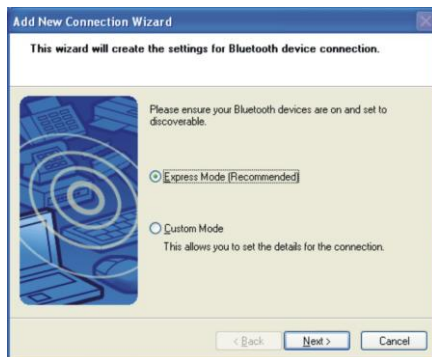 Add New Connection Wizard
This wizard will create the settings for Bluetooth device connection.
Please ensure your Bluetooth devices are on and set to
discoverable.
Express Mode (Recommended)
Custom Mode
This allows you to set the details for the connection.
< Back
Next >
Cancel